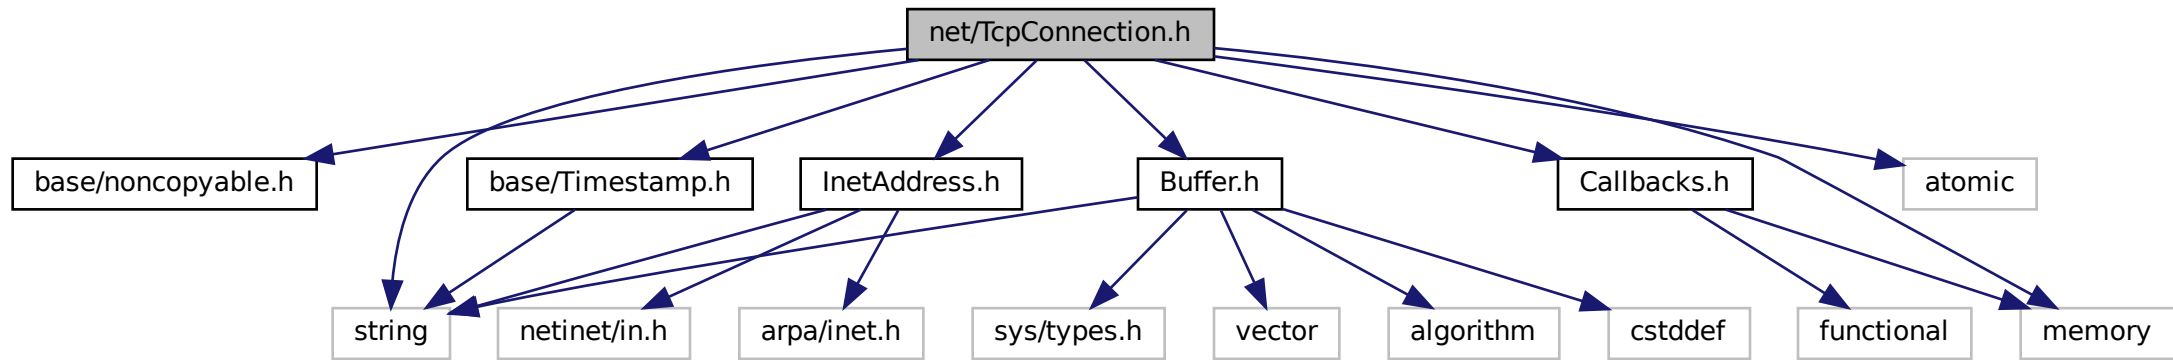 net/TcpConnection.h
base/noncopyable.h
base/Timestamp.h
InetAddress.h
Buffer.h
Callbacks.h
atomic
string
netinet/in.h
arpa/inet.h
sys/types.h
vector
algorithm
cstddef
functional
memory